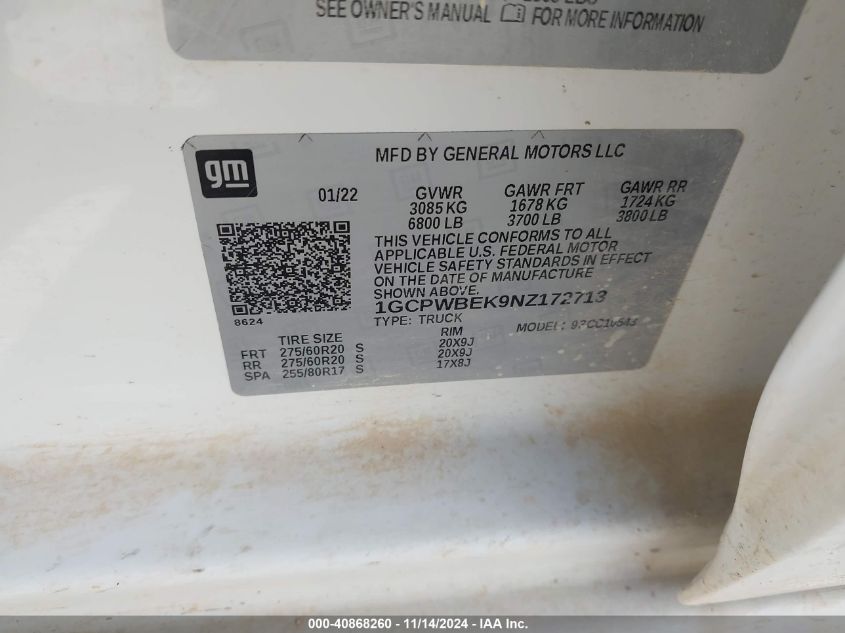 SEE OWNER'S MANUAL FOR MORE INFORMATION
gm
MFD BY GENERAL MOTORS LLC
01/22 GVWR GAWR FRT GAWR RR
3085 KG 1678 KG 1724 KG
6800 LB 3700 LB 3800 LB
THIS VEHICLE CONFORMS TO ALL
APPLICABLE U.S. FEDERAL MOTOR
VEHICLE SAFETY STANDARDS IN EFFECT
ON THE DATE OF MANUFACTURE
SHOWN ABOVE.
1GCPWBEK9NZ172713
8624
TYPE: TRUCK MODEL:
TIRE SIZE RIM
FRT 275/60R20 S 20X9J
RR 275/60R20 S 20X9J
SPA 255/80R17 S 17X8J
000-40868260 - 11/14/2024 - IAA Inc.